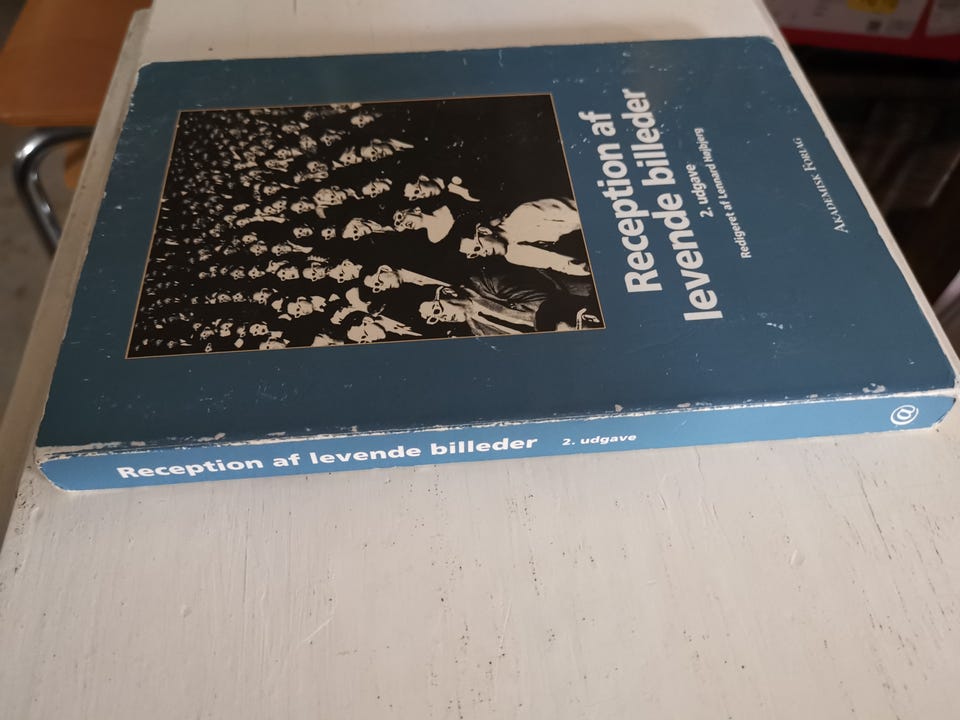 Reception af
levende billeder
2. udgave
Redigeret af Lennard Højbjerg
AKADEMISK FORLAG
Reception af levende billeder 2. udgave
@